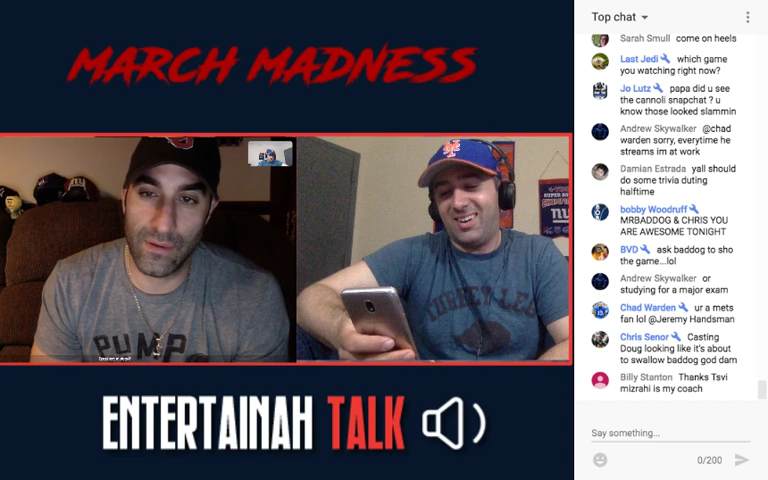 MARCH MADNESS
PUMP
TURKEY LEG
NY
ENTERTAINAH TALK
Top chat
Sarah Smull come on heels
Last Jedi which game
you watching right now?
Jo Lutz papa did u see
the cannoli snapchat ? u
know those looked slammin
Andrew Skywalker @chad
warden sorry, everytime he
streams im at work
Damian Estrada yall should
do some trivia duting
halftime
bobby Woodruff
MRBADDOG & CHRIS YOU
ARE AWESOME TONIGHT
BVD ask baddog to sho
the game...lol
Andrew Skywalker or
studying for a major exam
Chad Warden ur a mets
fan lol @Jeremy Handsman
Chris Senor Casting
Doug looking like it's about
to swallow baddog god dam
Billy Stanton Thanks Tsvi
mizrahi is my coach
Say something...
0/200